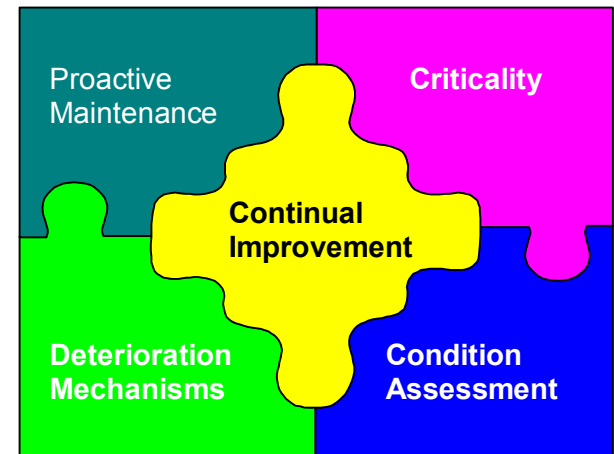 Proactive
Maintenance
Criticality
Continual
Improvement
Deterioration
Mechanisms
Condition
Assessment